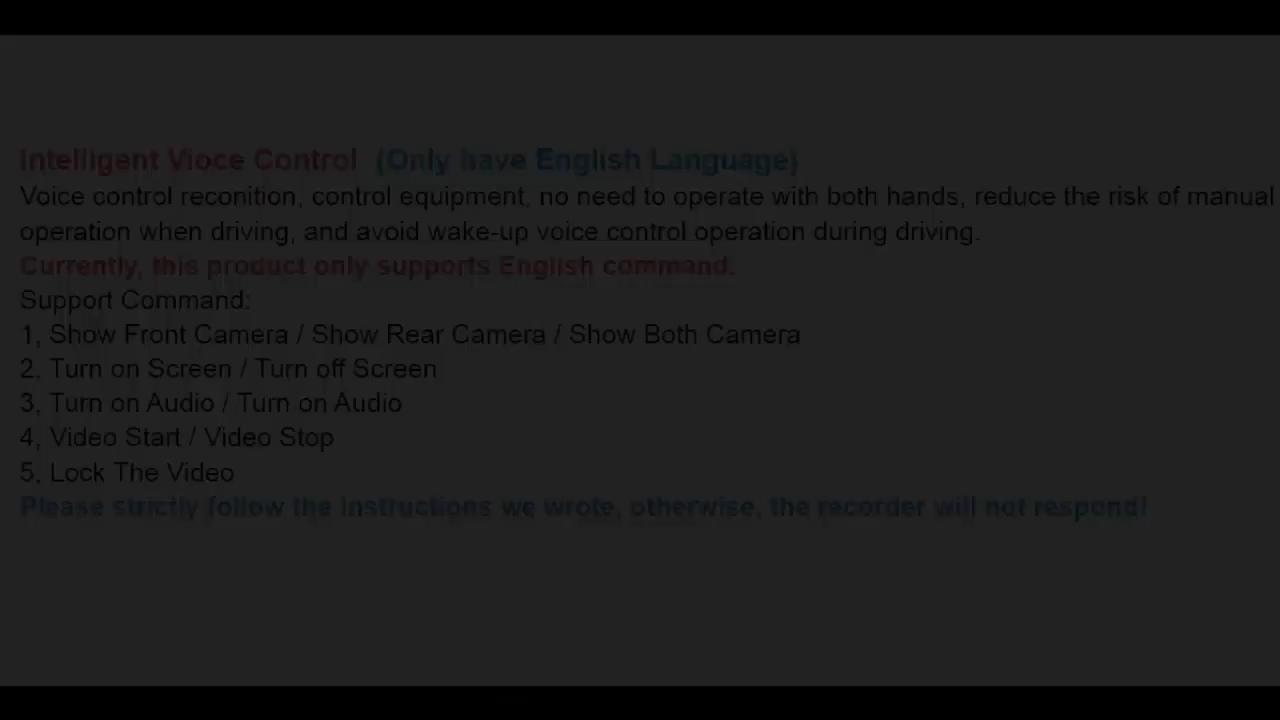 Intelligent Vioce Control (Only have English Language)
Voice control reconition, control equipment, no need to operate with both hands, reduce the risk of manual
operation when driving, and avoid wake-up voice control operation during driving.
Currently, this product only supports English command.
Support Command:
1, Show Front Camera / Show Rear Camera / Show Both Camera
2. Turn on Screen / Turn off Screen
3, Turn on Audio / Turn on Audio
4, Video Start / Video Stop
5, Lock The Video
Please strictly follow the instructions we wrote, otherwise, the recorder will not respond!